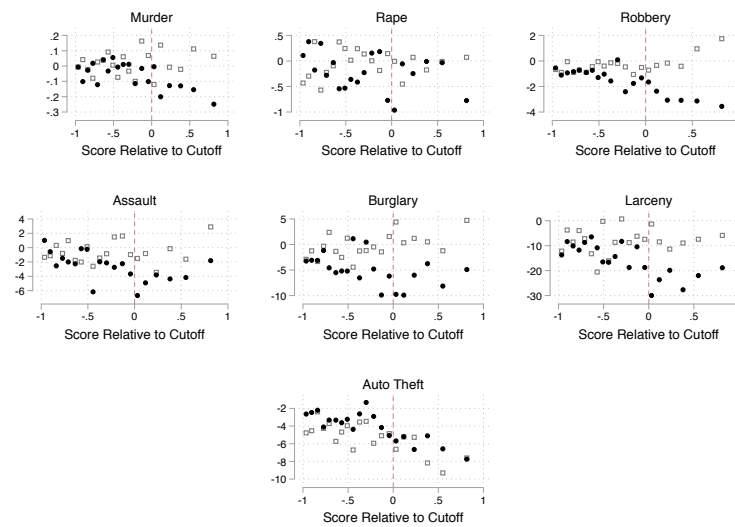 Murder
.2
.1
0
-.1
-.2
-.3
-1 -.5 0 .5 1
Score Relative to Cutoff
Rape
.5
0
-.5
-1
-1 -.5 0 .5 1
Score Relative to Cutoff
Robbery
2
0
-2
-4
-1 -.5 0 .5 1
Score Relative to Cutoff
Assault
4
2
0
-2
-4
-6
-1 -.5 0 .5 1
Score Relative to Cutoff
Burglary
5
0
-5
-10
-1 -.5 0 .5 1
Score Relative to Cutoff
Larceny
0
-10
-20
-30
-1 -.5 0 .5 1
Score Relative to Cutoff
Auto Theft
-2
-4
-6
-8
-10
-1 -.5 0 .5 1
Score Relative to Cutoff